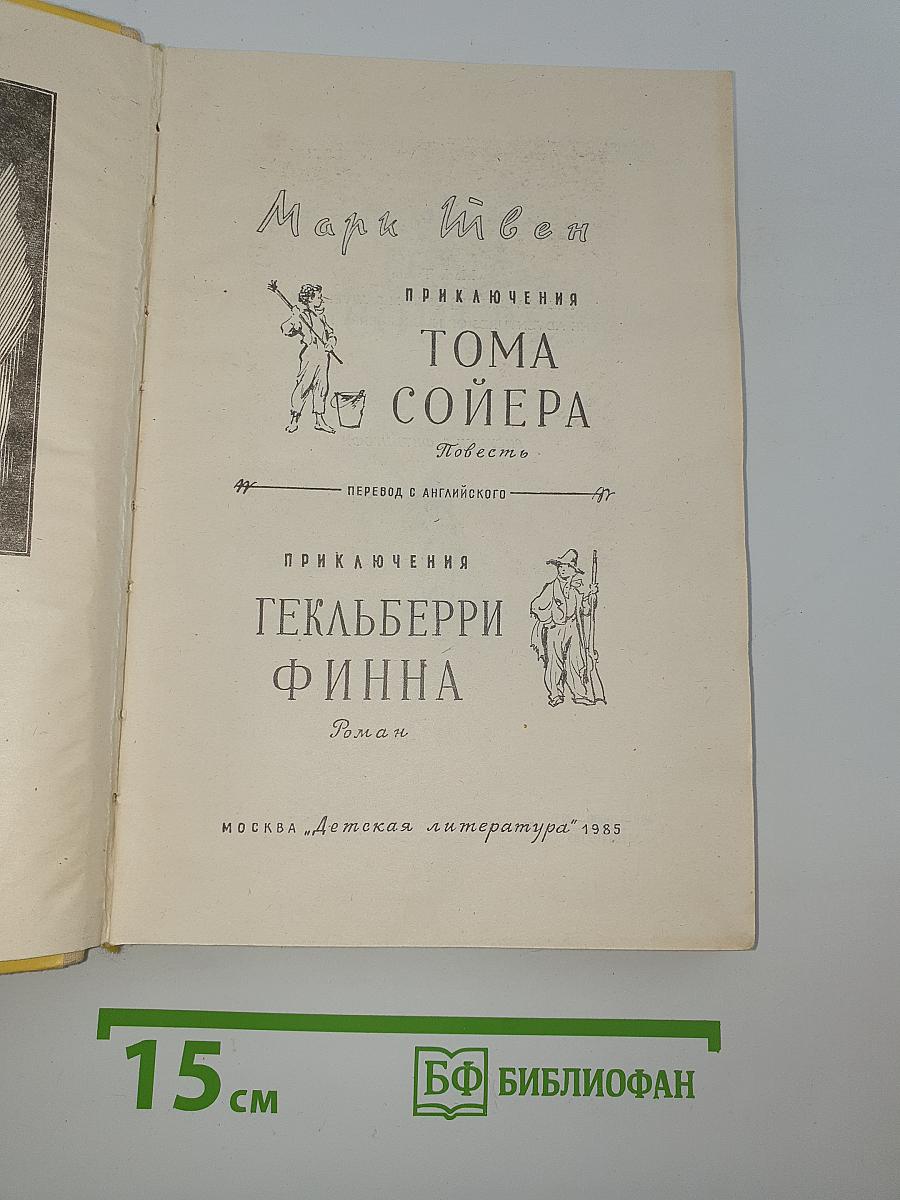 Марк Твен
ПРИКЛЮЧЕНИЯ
ТОМА
СОЙЕРА
Повесть
ПЕРЕВОД С АНГЛИЙСКОГО
ПРИКЛЮЧЕНИЯ
ГЕКЛЬБЕРРИ
ФИННА
Роман
МОСКВА „Детская литература" 1985
15 см
БФ БИБЛИОФАН